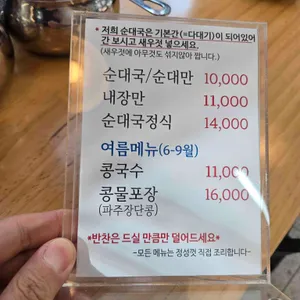 * 저희 순대국은 기본간(=다대기)이 되어있어
간 보시고 새우젓 넣으세요.
(새우젓에 아무것도 섞지않아 짭니다.)
순대국/순대만 10,000
내장만 11,000
순대국정식 14,000
여름메뉴(6-9월)
콩국수 11,000
콩물포장 16,000
(파주장단콩)
*반찬은 드실 만큼만 덜어드세요*
-모든 메뉴는 정성껏 직접 조리합니다-